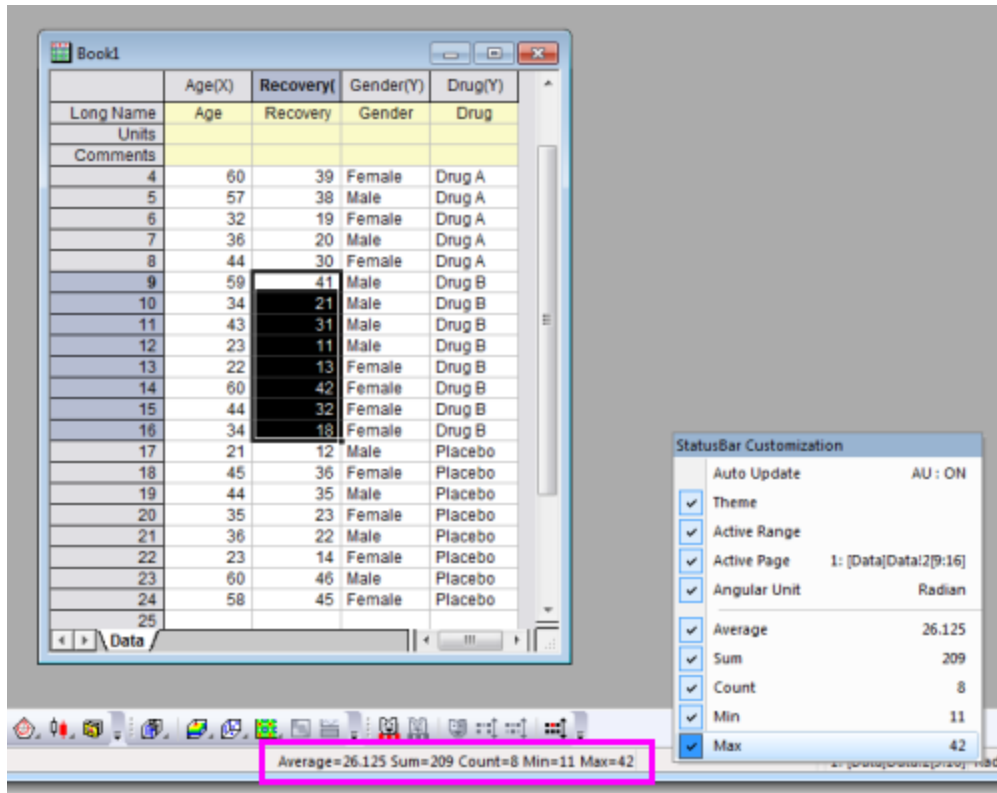 Book1
Age(X) Recovery( Gender(Y) Drug(Y)
Long Name Age Recovery Gender Drug
Units
Comments
4 60 39 Female Drug A
5 57 38 Male Drug A
6 32 19 Female Drug A
7 36 20 Male Drug A
8 44 30 Female Drug A
9 59 41 Male Drug B
10 34 21 Male Drug B
11 43 31 Male Drug B
12 23 11 Male Drug B
13 22 13 Female Drug B
14 60 42 Female Drug B
15 44 32 Female Drug B
16 34 18 Female Drug B
17 21 12 Male Placebo
18 45 36 Female Placebo
19 44 35 Male Placebo
20 35 23 Female Placebo
21 36 22 Male Placebo
22 23 14 Female Placebo
23 60 46 Male Placebo
24 58 45 Female Placebo
25
Data
StatusBar Customization
Auto Update AU : ON
Theme
Active Range
Active Page 1: [Data]Data!2[9:16]
Angular Unit Radian
Average 26.125
Sum 209
Count 8
Min 11
Max 42
Average=26.125 Sum=209 Count=8 Min=11 Max=42